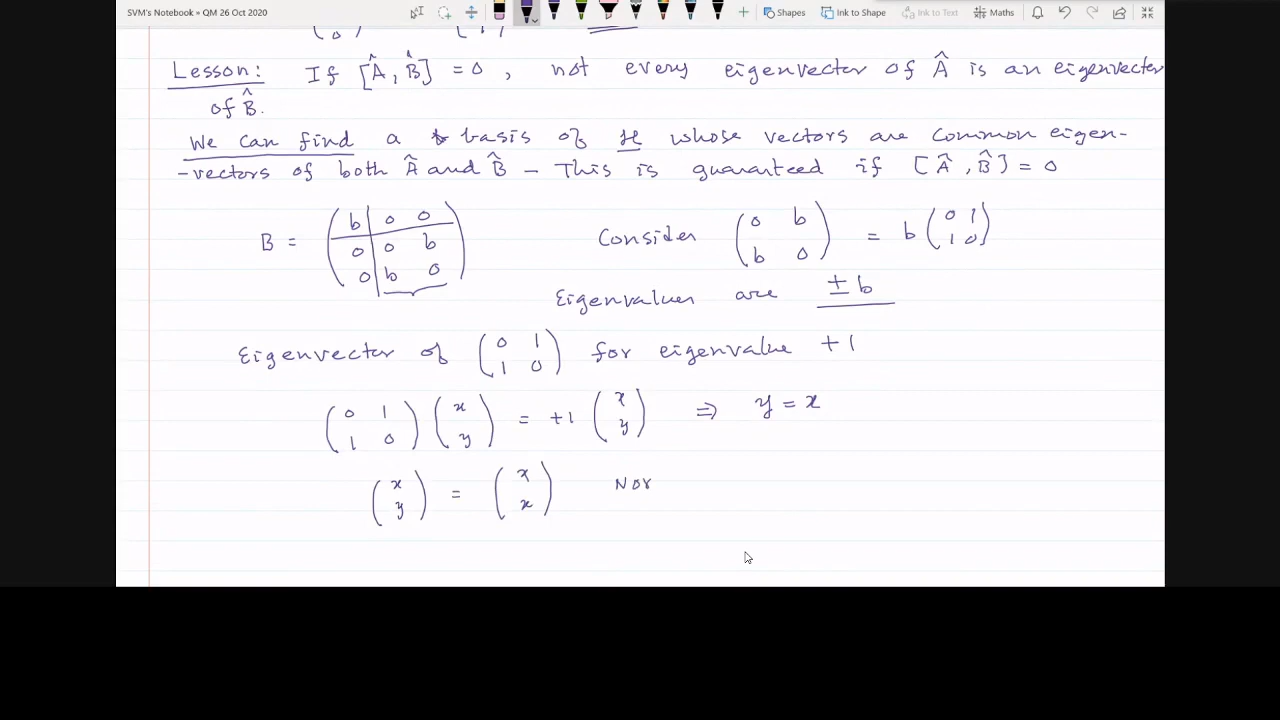 SVM's Notebook » QM 26 Oct 2020
Shapes Ink to Shape Ink to Text Maths
Lesson: If [Â, B̂] = 0, not every eigenvector of Â is an eigenvector
of B̂.
We can find a basis of ℋ whose vectors are common eigen-
-vectors of both Â and B̂ – This is guaranteed if [Â, B̂] = 0
B = (b 0 0; 0 0 b; 0 b 0) Consider (0 b; b 0) = b (0 1; 1 0)
Eigenvalues are ±b
Eigenvector of (0 1; 1 0) for eigenvalue +1
(0 1; 1 0) (x; y) = +1 (x; y) ⇒ y = x
(x; y) = (x; x) Nor